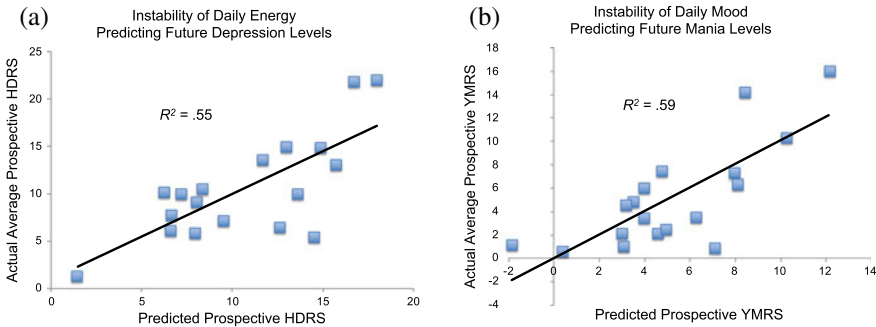 (a)
Instability of Daily Energy
Predicting Future Depression Levels
Actual Average Prospective HDRS
25
20
15
10
5
0
R² = .55
0 5 10 15 20
Predicted Prospective HDRS
(b)
Instability of Daily Mood
Predicting Future Mania Levels
Actual Average Prospective YMRS
18
16
14
12
10
8
6
4
2
0
-2
-4
R² = .59
-2 0 2 4 6 8 10 12 14
Predicted Prospective YMRS